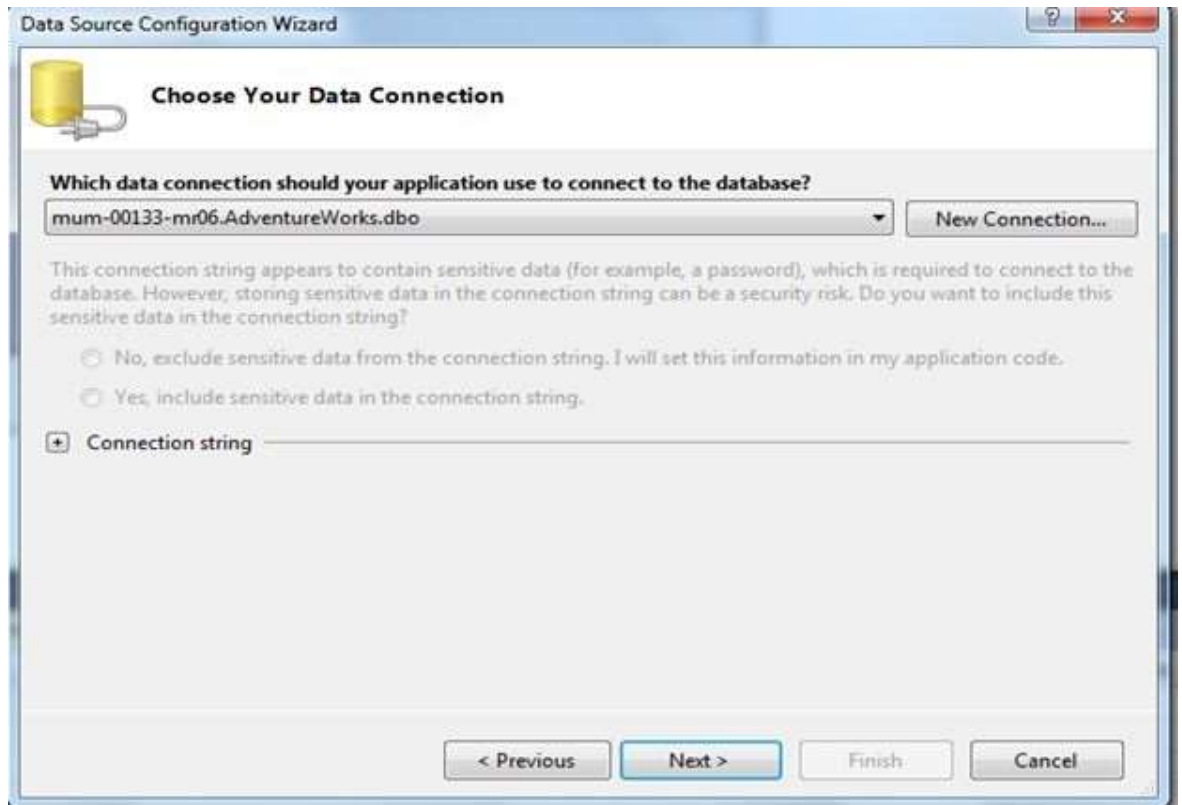 Data Source Configuration Wizard
Choose Your Data Connection
Which data connection should your application use to connect to the database?
mum-00133-mr06.AdventureWorks.dbo
New Connection...
This connection string appears to contain sensitive data (for example, a password), which is required to connect to the
database. However, storing sensitive data in the connection string can be a security risk. Do you want to include this
sensitive data in the connection string?
No, exclude sensitive data from the connection string. I will set this information in my application code.
Yes, include sensitive data in the connection string.
Connection string
< Previous
Next >
Finish
Cancel